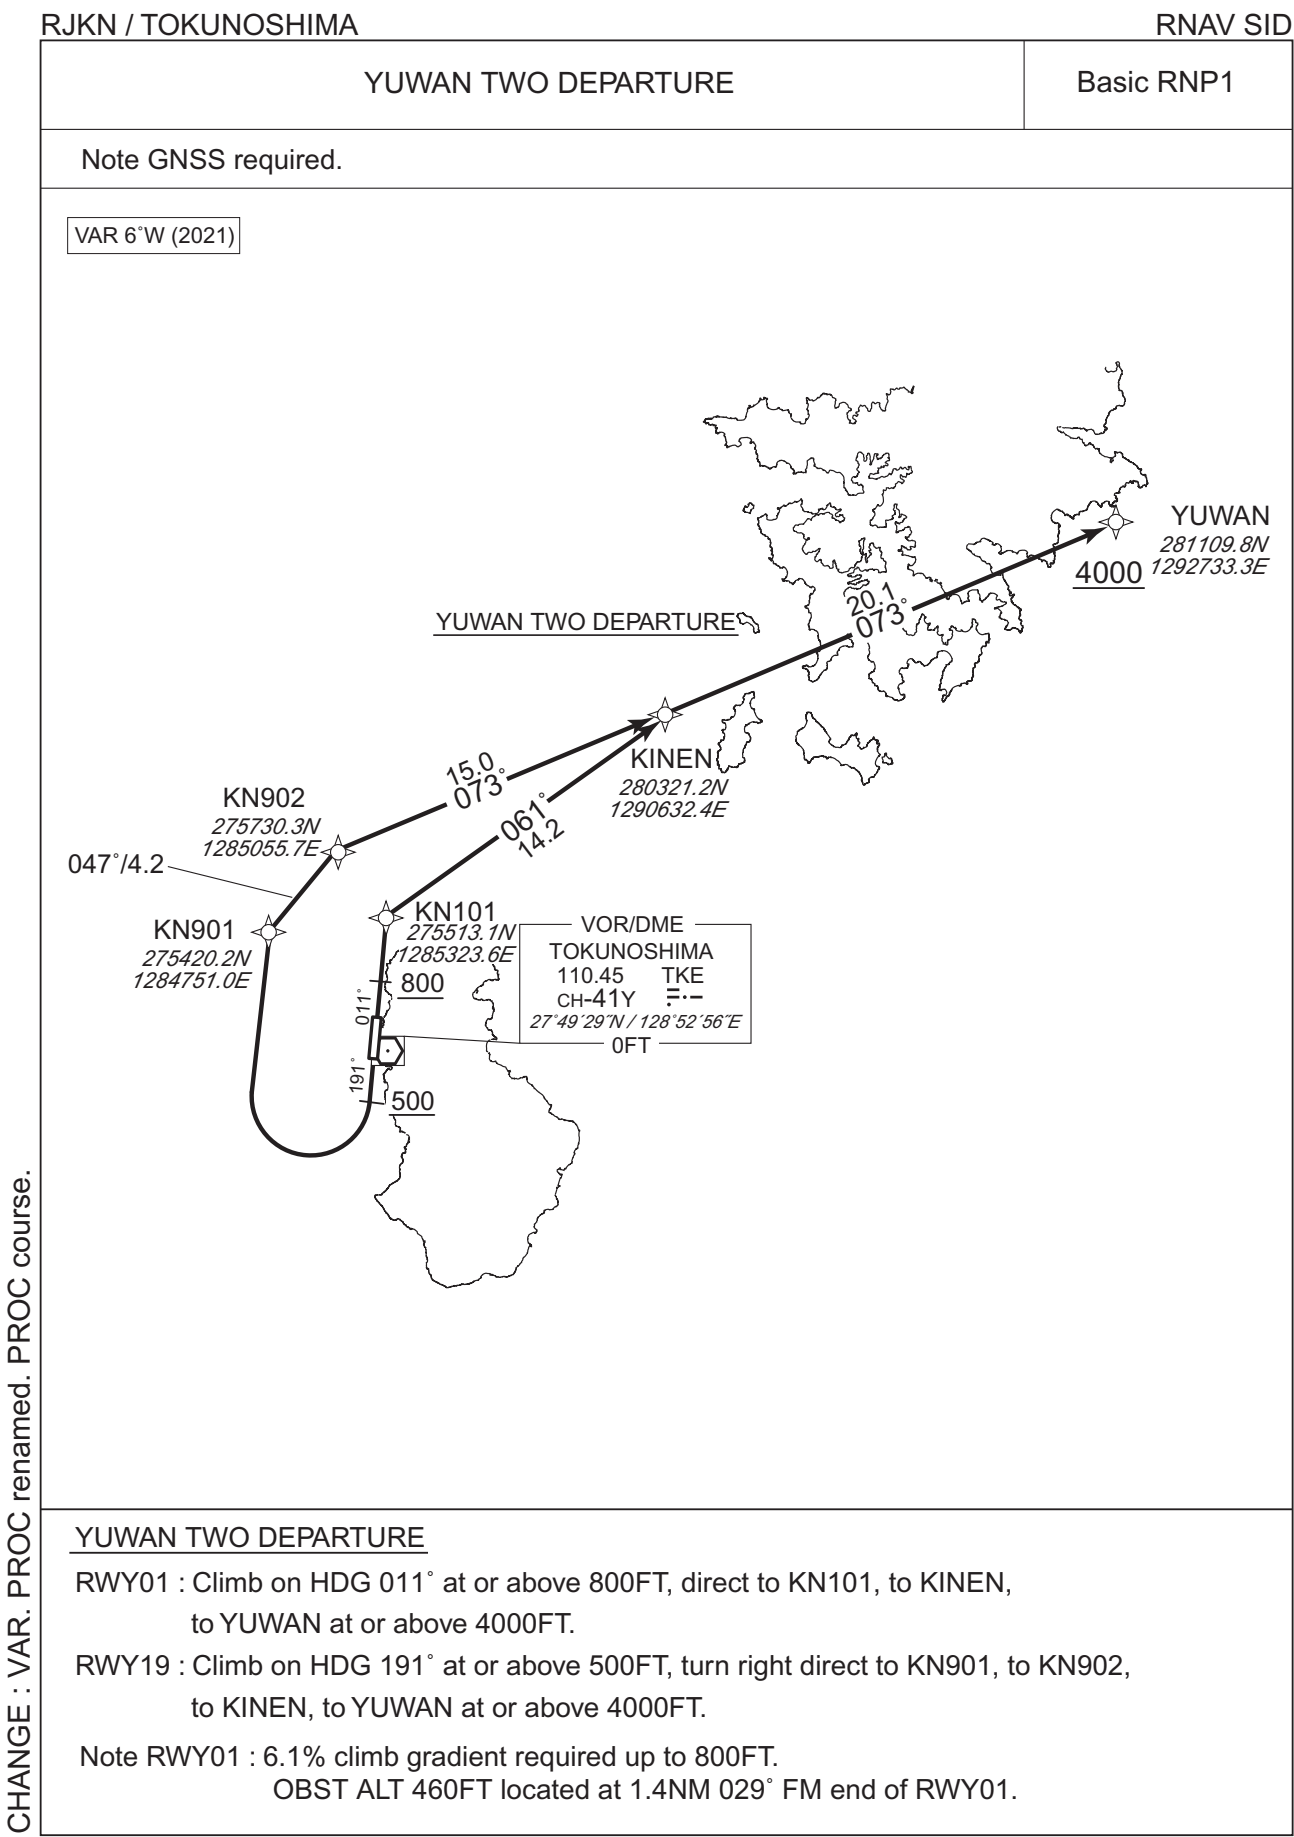 RJKN / TOKUNOSHIMA
RNAV SID
YUWAN TWO DEPARTURE
Basic RNP1
Note GNSS required.
VAR 6˚W (2021)
YUWAN
281109.8N
1292733.3E
4000
20.1
073˚
YUWAN TWO DEPARTURE
KINEN
280321.2N
1290632.4E
15.0
073˚
061˚
14.2
KN902
275730.3N
1285055.7E
047˚/4.2
KN901
275420.2N
1284751.0E
KN101
275513.1N
1285323.6E
800
011˚
191˚
500
VOR/DME
TOKUNOSHIMA
110.45 TKE
CH-41Y
27˚49´29˝N / 128˚52´56˝E
0FT
YUWAN TWO DEPARTURE
RWY01 : Climb on HDG 011˚ at or above 800FT, direct to KN101, to KINEN,
to YUWAN at or above 4000FT.
RWY19 : Climb on HDG 191˚ at or above 500FT, turn right direct to KN901, to KN902,
to KINEN, to YUWAN at or above 4000FT.
Note RWY01 : 6.1% climb gradient required up to 800FT.
OBST ALT 460FT located at 1.4NM 029˚ FM end of RWY01.
CHANGE : VAR. PROC renamed. PROC course.